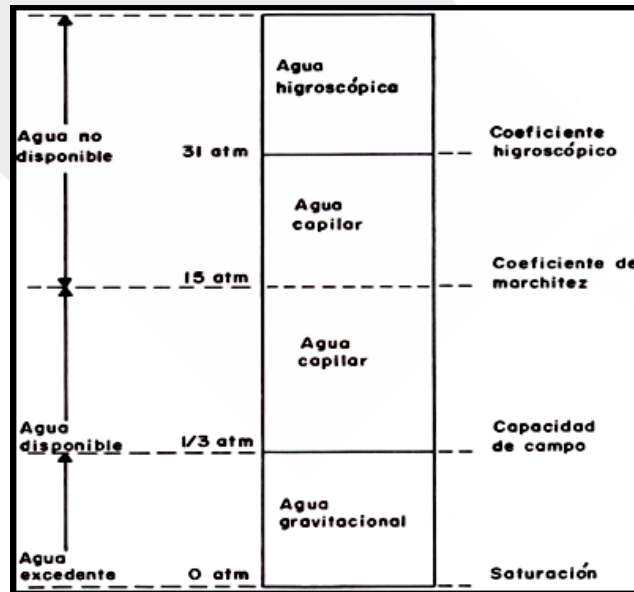 Agua
higroscópica
Agua no
disponible
31 atm
Coeficiente
higroscópico
Agua
capilar
15 atm
Coeficiente de
marchitez
Agua
capilar
Agua
disponible
1/3 atm
Capacidad
de campo
Agua
gravitacional
Agua
excedente
0 atm
Saturación